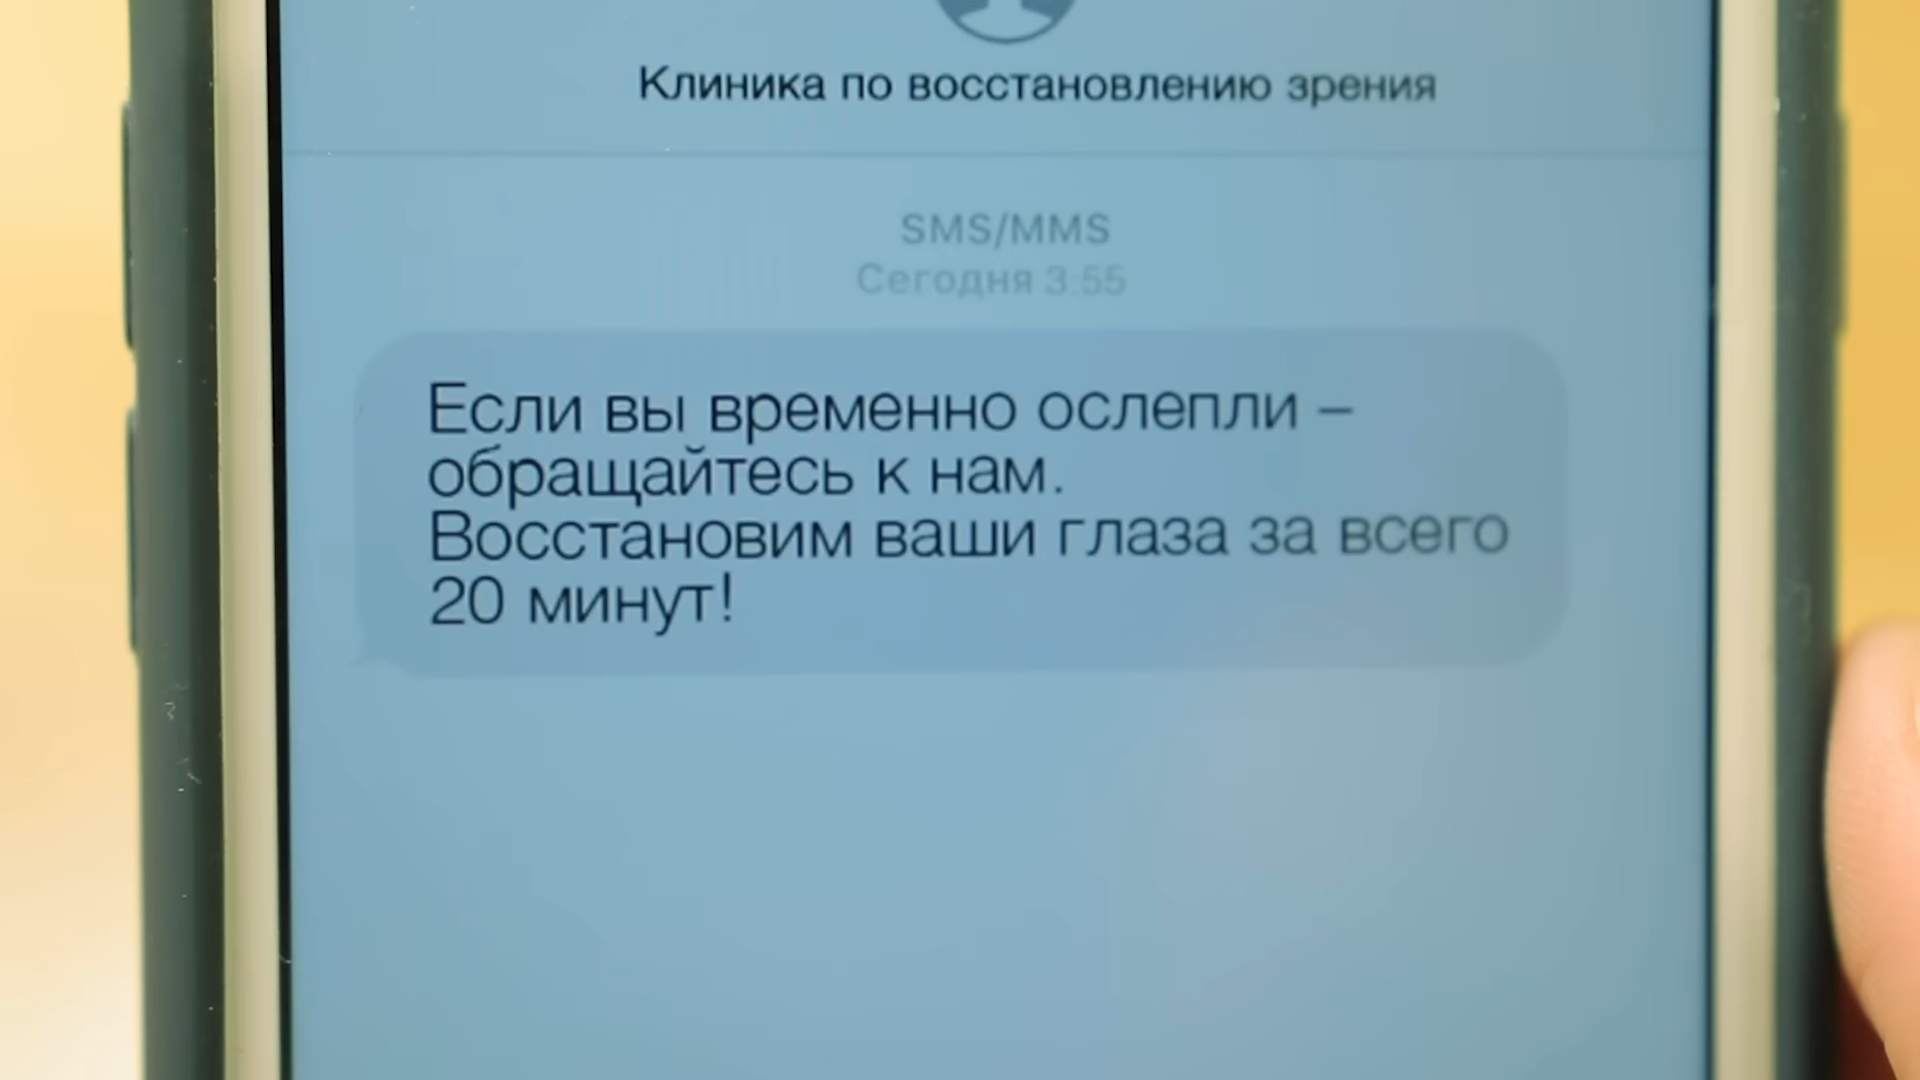 Клиника по восстановлению зрения
SMS/MMS
Сегодня 3:55
Если вы временно ослепли –
обращайтесь к нам.
Восстановим ваши глаза за всего
20 минут!